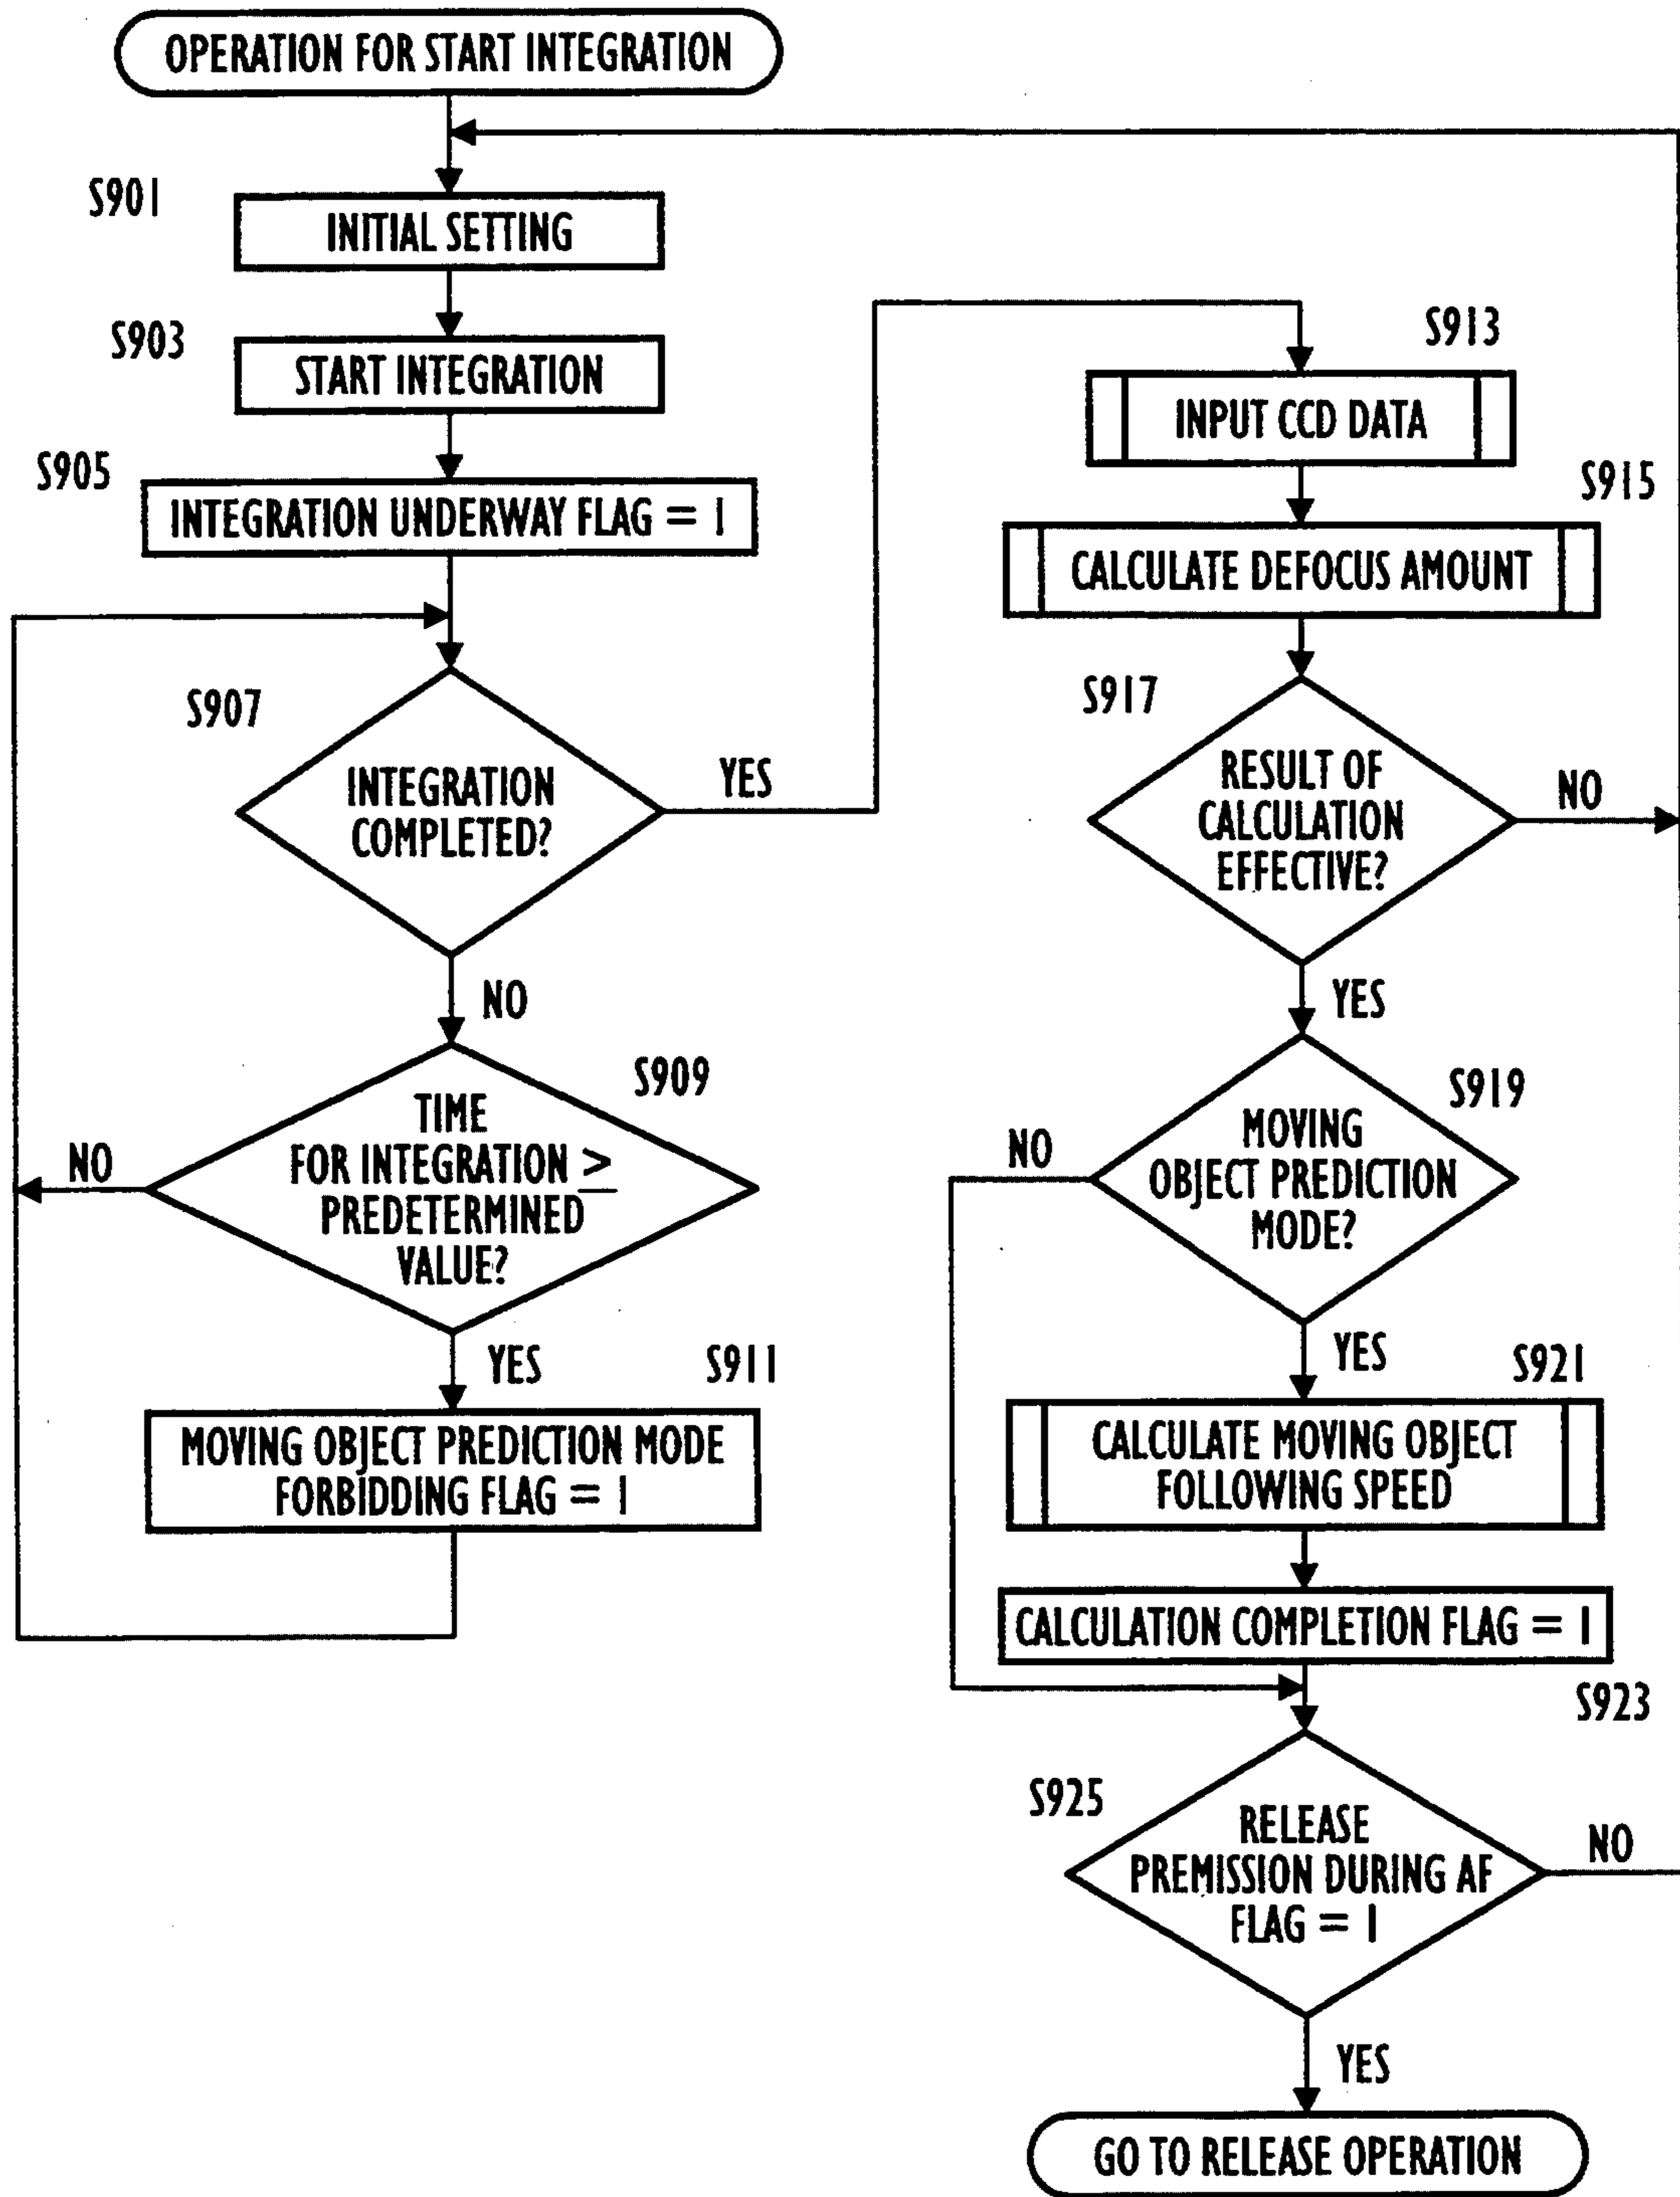 OPERATION FOR START INTEGRATION
S901
INITIAL SETTING
S903
START INTEGRATION
S905
INTEGRATION UNDERWAY FLAG = 1
S907
INTEGRATION
COMPLETED?
YES
NO
S909
TIME
FOR INTEGRATION ≥
PREDETERMINED
VALUE?
NO
YES
S911
MOVING OBJECT PREDICTION MODE
FORBIDDING FLAG = 1
S913
INPUT CCD DATA
S915
CALCULATE DEFOCUS AMOUNT
S917
RESULT OF
CALCULATION
EFFECTIVE?
NO
YES
S919
MOVING
OBJECT PREDICTION
MODE?
NO
YES
S921
CALCULATE MOVING OBJECT
FOLLOWING SPEED
CALCULATION COMPLETION FLAG = 1
S923
S925
RELEASE
PREMISSION DURING AF
FLAG = 1
NO
YES
GO TO RELEASE OPERATION